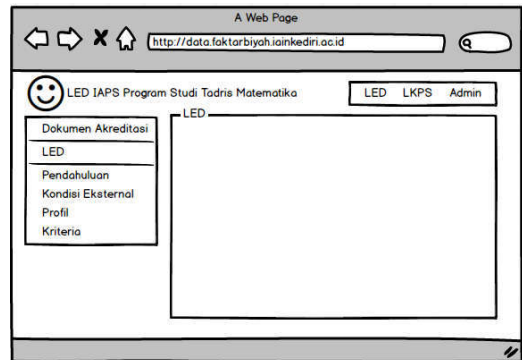 A Web Page
http://data.faktarbiyah.iainkediri.ac.id
LED IAPS Program Studi Tadris Matematika
LED LKPS Admin
Dokumen Akreditasi
LED
Pendahuluan
Kondisi Eksternal
Profil
Kriteria
LED